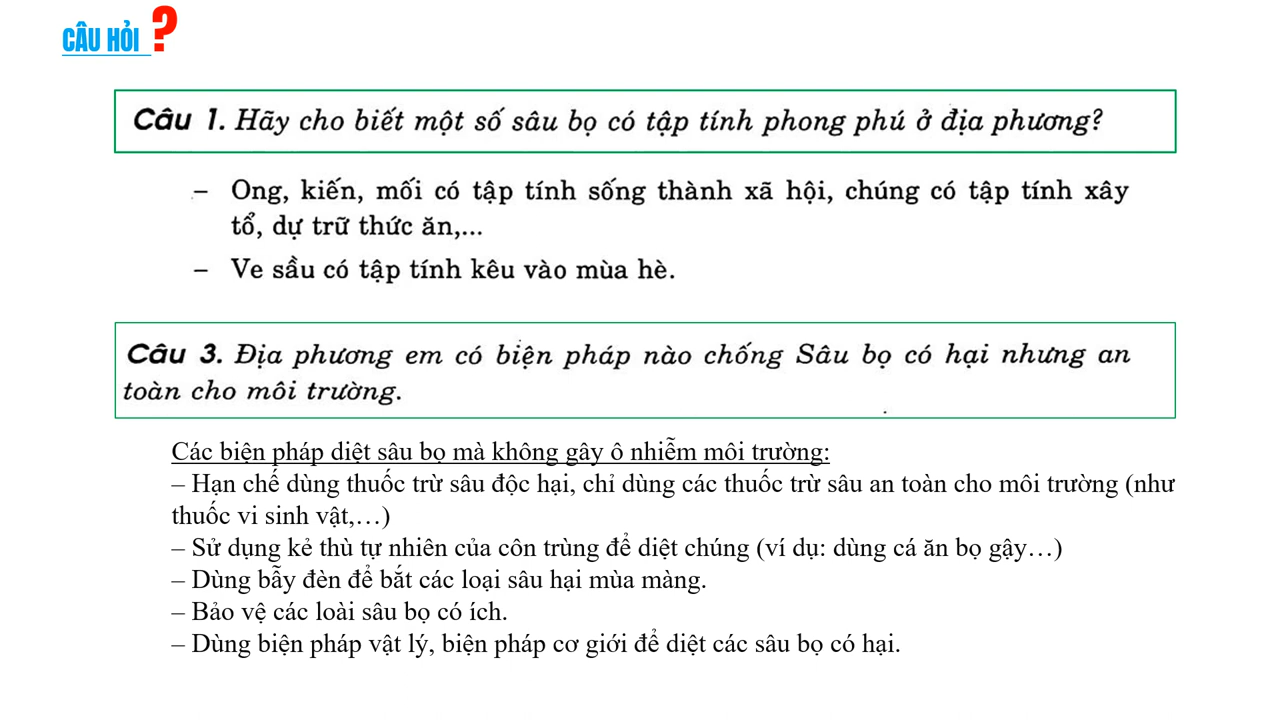 CÂU HỎI ?
Câu 1. Hãy cho biết một số sâu bọ có tập tính phong phú ở địa phương?
– Ong, kiến, mối có tập tính sống thành xã hội, chúng có tập tính xây
tổ, dự trữ thức ăn,...
– Ve sầu có tập tính kêu vào mùa hè.
Câu 3. Địa phương em có biện pháp nào chống Sâu bọ có hại nhưng an
toàn cho môi trường.
Các biện pháp diệt sâu bọ mà không gây ô nhiễm môi trường:
– Hạn chế dùng thuốc trừ sâu độc hại, chỉ dùng các thuốc trừ sâu an toàn cho môi trường (như
thuốc vi sinh vật,…)
– Sử dụng kẻ thù tự nhiên của côn trùng để diệt chúng (ví dụ: dùng cá ăn bọ gậy…)
– Dùng bẫy đèn để bắt các loại sâu hại mùa màng.
– Bảo vệ các loài sâu bọ có ích.
– Dùng biện pháp vật lý, biện pháp cơ giới để diệt các sâu bọ có hại.